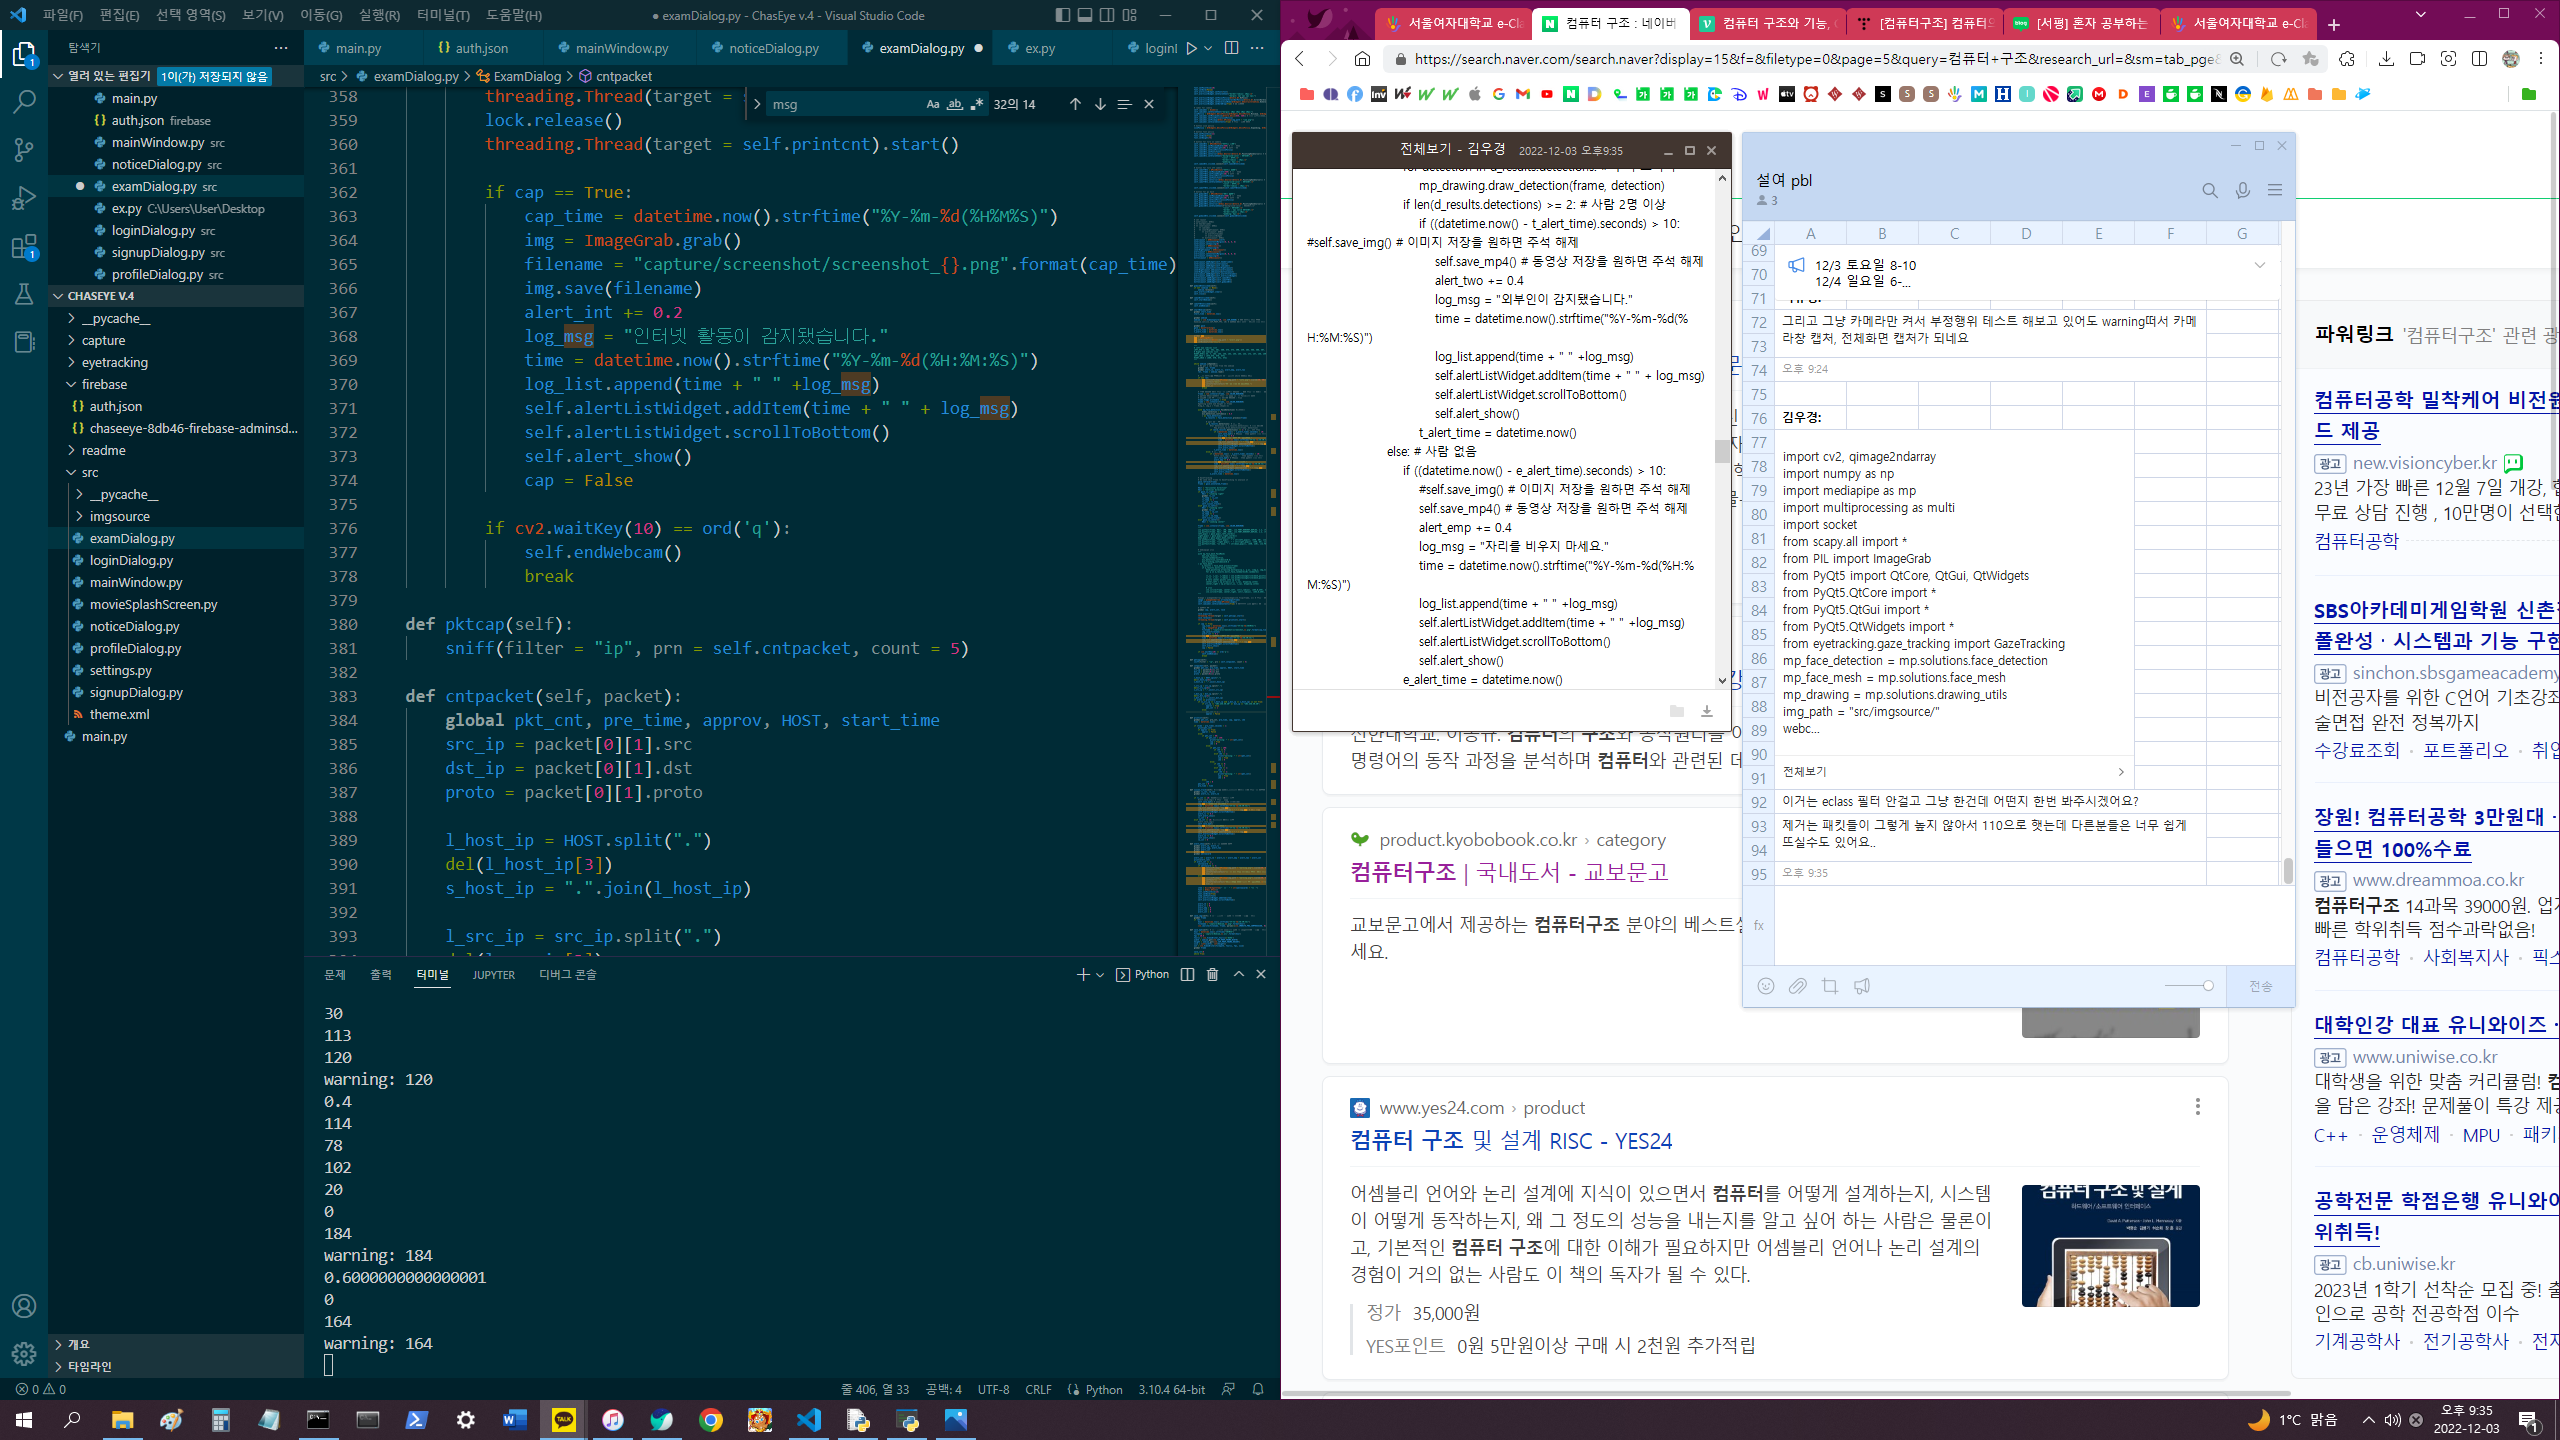 파일(F) 편집(E) 선택 영역(S) 보기(V) 이동(G) 실행(R) 터미널(T) 도움말(H) ● examDialog.py - ChasEye v.4 - Visual Studio Code
탐색기
열려 있는 편집기 1이(가) 저장되지 않음
main.py
auth.json firebase
mainWindow.py src
noticeDialog.py src
examDialog.py src
ex.py C:\Users\User\Desktop
loginDialog.py src
signupDialog.py src
profileDialog.py src
CHASEYE V.4
__pycache__
capture
eyetracking
firebase
auth.json
chaseeye-8db46-firebase-adminsd...
readme
src
__pycache__
imgsource
examDialog.py
loginDialog.py
mainWindow.py
movieSplashScreen.py
noticeDialog.py
profileDialog.py
settings.py
signupDialog.py
theme.xml
main.py
개요
타임라인
main.py auth.json mainWindow.py noticeDialog.py examDialog.py ex.py loginI
src > examDialog.py > ExamDialog > cntpacket
msg 32의 14
358 threading.Thread(target =
359 lock.release()
360 threading.Thread(target = self.printcnt).start()
361
362 if cap == True:
363 cap_time = datetime.now().strftime("%Y-%m-%d(%H%M%S)")
364 img = ImageGrab.grab()
365 filename = "capture/screenshot/screenshot_{}.png".format(cap_time)
366 img.save(filename)
367 alert_int += 0.2
368 log_msg = "인터넷 활동이 감지됐습니다."
369 time = datetime.now().strftime("%Y-%m-%d(%H:%M:%S)")
370 log_list.append(time + " " +log_msg)
371 self.alertListWidget.addItem(time + " " + log_msg)
372 self.alertListWidget.scrollToBottom()
373 self.alert_show()
374 cap = False
375
376 if cv2.waitKey(10) == ord('q'):
377 self.endWebcam()
378 break
379
380 def pktcap(self):
381 sniff(filter = "ip", prn = self.cntpacket, count = 5)
382
383 def cntpacket(self, packet):
384 global pkt_cnt, pre_time, approv, HOST, start_time
385 src_ip = packet[0][1].src
386 dst_ip = packet[0][1].dst
387 proto = packet[0][1].proto
388
389 l_host_ip = HOST.split(".")
390 del(l_host_ip[3])
391 s_host_ip = ".".join(l_host_ip)
392
393 l_src_ip = src_ip.split(".")
문제 출력 터미널 JUPYTER 디버그 콘솔 Python
30
113
120
warning: 120
0.4
114
78
102
20
0
184
warning: 184
0.6000000000000001
0
164
warning: 164
0 0 줄 406, 열 33 공백: 4 UTF-8 CRLF Python 3.10.4 64-bit
서울여자대학교 e-Cla 컴퓨터 구조 : 네이버 컴퓨터 구조와 기능, [컴퓨터구조] 컴퓨터의 [서평] 혼자 공부하는 서울여자대학교 e-Cla
https://search.naver.com/search.naver?display=15&f=&filetype=0&page=5&query=컴퓨터+구조&research_url=&sm=tab_pge&
전체보기 - 김우경 2022-12-03 오후9:35
mp_drawing.draw_detection(frame, detection)
if len(d_results.detections) >= 2: # 사람 2명 이상
if ((datetime.now() - t_alert_time).seconds) > 10:
#self.save_img() # 이미지 저장을 원하면 주석 해제
self.save_mp4() # 동영상 저장을 원하면 주석 해제
alert_two += 0.4
log_msg = "외부인이 감지됐습니다."
time = datetime.now().strftime("%Y-%m-%d(%
H:%M:%S)")
log_list.append(time + " " +log_msg)
self.alertListWidget.addItem(time + " " + log_msg)
self.alertListWidget.scrollToBottom()
self.alert_show()
t_alert_time = datetime.now()
else: # 사람 없음
if ((datetime.now() - e_alert_time).seconds) > 10:
#self.save_img() # 이미지 저장을 원하면 주석 해제
self.save_mp4() # 동영상 저장을 원하면 주석 해제
alert_emp += 0.4
log_msg = "자리를 비우지 마세요."
time = datetime.now().strftime("%Y-%m-%d(%H:%
M:%S)")
log_list.append(time + " " +log_msg)
self.alertListWidget.addItem(time + " " +log_msg)
self.alertListWidget.scrollToBottom()
self.alert_show()
e_alert_time = datetime.now()
설여 pbl
3
A B C D E F G
69
70
71
72
73
74
75
76
77
78
79
80
81
82
83
84
85
86
87
88
89
90
91
92
93
94
95
12/3 토요일 8-10
12/4 일요일 6-...
그리고 그냥 카메라만 켜서 부정행위 테스트 해보고 있어도 warning떠서 카메
라창 캡처, 전체화면 캡처가 되네요
오후 9:24
김우경:
import cv2, qimage2ndarray
import numpy as np
import mediapipe as mp
import multiprocessing as multi
import socket
from scapy.all import *
from PIL import ImageGrab
from PyQt5 import QtCore, QtGui, QtWidgets
from PyQt5.QtCore import *
from PyQt5.QtGui import *
from PyQt5.QtWidgets import *
from eyetracking.gaze_tracking import GazeTracking
mp_face_detection = mp.solutions.face_detection
mp_face_mesh = mp.solutions.face_mesh
mp_drawing = mp.solutions.drawing_utils
img_path = "src/imgsource/"
webc...
전체보기
이거는 eclass 필터 안걸고 그냥 한건데 어떤지 한번 봐주시겠어요?
제거는 패킷들이 그렇게 높지 않아서 110으로 햇는데 다른분들은 너무 쉽게
뜨실수도 있어요..
오후 9:35
fx
전송
명령어의 동작 과정을 분석하며 컴퓨터와 관련된 데
product.kyobobook.co.kr › category
컴퓨터구조 | 국내도서 - 교보문고
교보문고에서 제공하는 컴퓨터구조 분야의 베스트
세요.
www.yes24.com › product
컴퓨터 구조 및 설계 RISC - YES24
어셈블리 언어와 논리 설계에 지식이 있으면서 컴퓨터를 어떻게 설계하는지, 시스템
이 어떻게 동작하는지, 왜 그 정도의 성능을 내는지를 알고 싶어 하는 사람은 물론이
고, 기본적인 컴퓨터 구조에 대한 이해가 필요하지만 어셈블리 언어나 논리 설계의
경험이 거의 없는 사람도 이 책의 독자가 될 수 있다.
정가 35,000원
YES포인트 0원 5만원이상 구매 시 2천원 추가적립
컴퓨터 구조 및 설계
파워링크 '컴퓨터구조' 관련 광
컴퓨터공학 밀착케어 비전원
드 제공
광고 new.visioncyber.kr
23년 가장 빠른 12월 7일 개강,
무료 상담 진행 , 10만명이 선택한
컴퓨터공학
SBS아카데미게임학원 신촌
폴완성 · 시스템과 기능 구현
광고 sinchon.sbsgameacademy
비전공자를 위한 C언어 기초강좌
술면접 완전 정복까지
수강료조회 · 포트폴리오 · 취업
장원! 컴퓨터공학 3만원대 ·
들으면 100%수료
광고 www.dreammoa.co.kr
컴퓨터구조 14과목 39000원. 업계
빠른 학위취득 점수과락없음!
컴퓨터공학 · 사회복지사 · 픽스
대학인강 대표 유니와이즈 ·
광고 www.uniwise.co.kr
대학생을 위한 맞춤 커리큘럼! 컴
을 담은 강좌! 문제풀이 특강 제공
C++ · 운영체제 · MPU · 패키
공학전문 학점은행 유니와이
위취득!
광고 cb.uniwise.kr
2023년 1학기 선착순 모집 중! 출
인으로 공학 전공학점 이수
기계공학사 · 전기공학사 · 전자
1°C 맑음
오후 9:35
2022-12-03